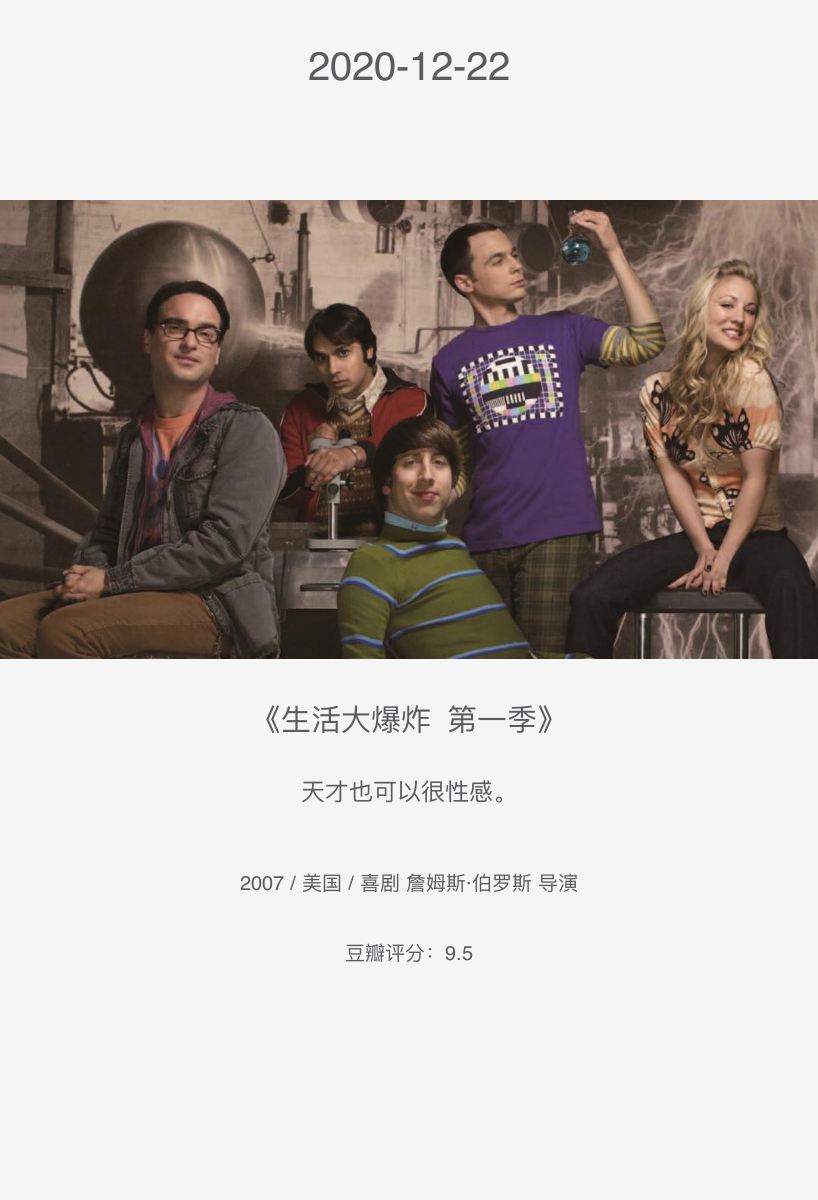 2020-12-22
《生活大爆炸 第一季》
天才也可以很性感。
2007 / 美国 / 喜剧 詹姆斯·伯罗斯 导演
豆瓣评分：9.5